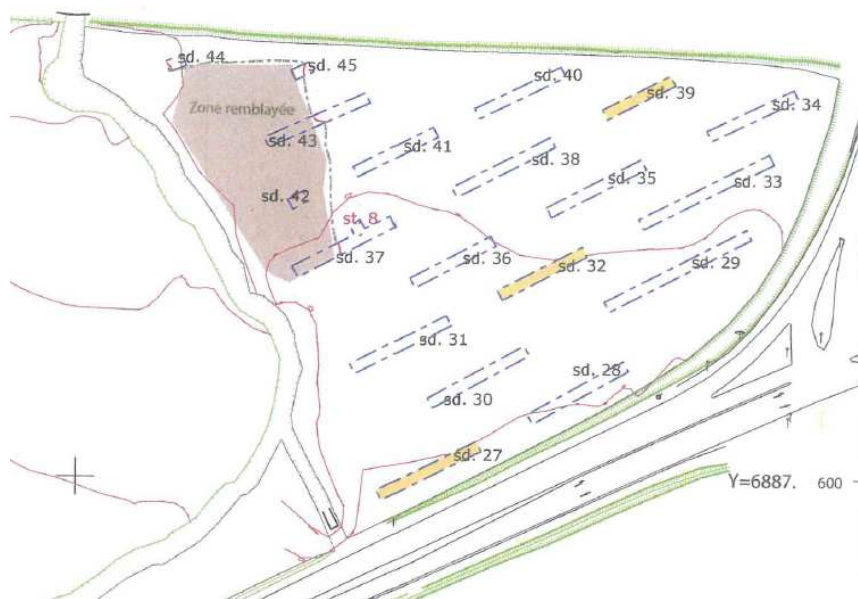 sd. 44
sd. 45
sd. 40
sd. 39
sd. 34
Zone remblayée
sd. 43
sd. 41
sd. 38
sd. 35
sd. 33
sd. 42
st. 8
sd. 37
sd. 36
sd. 32
sd. 29
sd. 31
sd. 28
sd. 30
sd. 27
Y=6887. 600